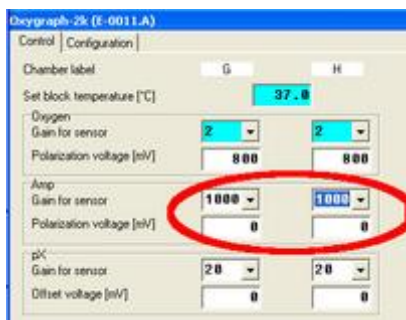 Oxygraph-2k (E-0011.A)
Control Configuration
Chamber label G H
Set block temperature [°C] 37.0
Oxygen
Gain for sensor 2 2
Polarization voltage [mV] 800 800
Amp
Gain for sensor 1000 1000
Polarization voltage [mV] 0 0
pX
Gain for sensor 20 20
Offset voltage [mV] 0 0